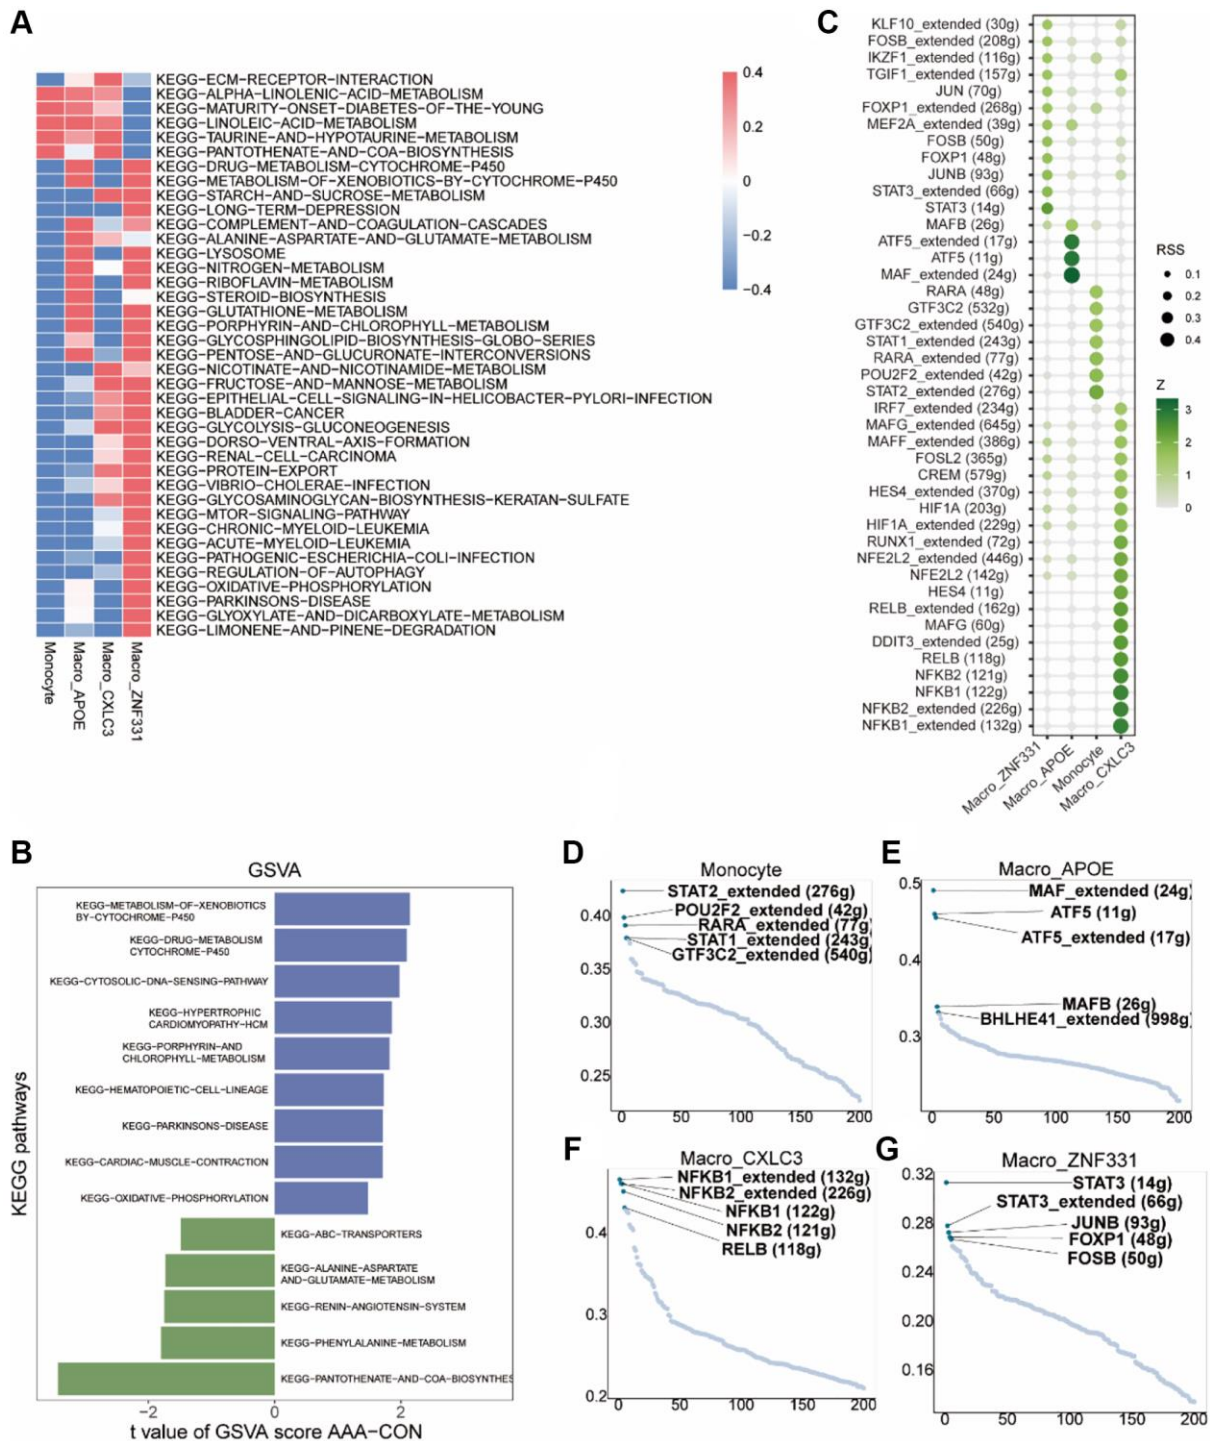 A
KEGG-ECM-RECEPTOR-INTERACTION
KEGG-ALPHA-LINOLENIC-ACID-METABOLISM
KEGG-MATURITY-ONSET-DIABETES-OF-THE-YOUNG
KEGG-LINOLEIC-ACID-METABOLISM
KEGG-TAURINE-AND-HYPOTAURINE-METABOLISM
KEGG-PANTOTHENATE-AND-COA-BIOSYNTHESIS
KEGG-DRUG-METABOLISM-CYTOCHROME-P450
KEGG-METABOLISM-OF-XENOBIOTICS-BY-CYTOCHROME-P450
KEGG-STARCH-AND-SUCROSE-METABOLISM
KEGG-LONG-TERM-DEPRESSION
KEGG-COMPLEMENT-AND-COAGULATION-CASCADES
KEGG-ALANINE-ASPARTATE-AND-GLUTAMATE-METABOLISM
KEGG-LYSOSOME
KEGG-NITROGEN-METABOLISM
KEGG-RIBOFLAVIN-METABOLISM
KEGG-STEROID-BIOSYNTHESIS
KEGG-GLUTATHIONE-METABOLISM
KEGG-PORPHYRIN-AND-CHLOROPHYLL-METABOLISM
KEGG-GLYCOSPHINGOLIPID-BIOSYNTHESIS-GLOBO-SERIES
KEGG-PENTOSE-AND-GLUCURONATE-INTERCONVERSIONS
KEGG-NICOTINATE-AND-NICOTINAMIDE-METABOLISM
KEGG-FRUCTOSE-AND-MANNOSE-METABOLISM
KEGG-EPITHELIAL-CELL-SIGNALING-IN-HELICOBACTER-PYLORI-INFECTION
KEGG-BLADDER-CANCER
KEGG-GLYCOLYSIS-GLUCONEOGENESIS
KEGG-DORSO-VENTRAL-AXIS-FORMATION
KEGG-RENAL-CELL-CARCINOMA
KEGG-PROTEIN-EXPORT
KEGG-VIBRIO-CHOLERAE-INFECTION
KEGG-GLYCOSAMINOGLYCAN-BIOSYNTHESIS-KERATAN-SULFATE
KEGG-MTOR-SIGNALING-PATHWAY
KEGG-CHRONIC-MYELOID-LEUKEMIA
KEGG-ACUTE-MYELOID-LEUKEMIA
KEGG-PATHOGENIC-ESCHERICHIA-COLI-INFECTION
KEGG-REGULATION-OF-AUTOPHAGY
KEGG-OXIDATIVE-PHOSPHORYLATION
KEGG-PARKINSONS-DISEASE
KEGG-GLYOXYLATE-AND-DICARBOXYLATE-METABOLISM
KEGG-LIMONENE-AND-PINENE-DEGRADATION
Monocyte
Macro_APOE
Macro_CXLC3
Macro_ZNF331
0.4
0.2
0
−0.2
−0.4
C
KLF10_extended (30g)
FOSB_extended (208g)
IKZF1_extended (116g)
TGIF1_extended (157g)
JUN (70g)
FOXP1_extended (268g)
MEF2A_extended (39g)
FOSB (50g)
FOXP1 (48g)
JUNB (93g)
STAT3_extended (66g)
STAT3 (14g)
MAFB (26g)
ATF5_extended (17g)
ATF5 (11g)
MAF_extended (24g)
RARA (48g)
GTF3C2 (532g)
GTF3C2_extended (540g)
STAT1_extended (243g)
RARA_extended (77g)
POU2F2_extended (42g)
STAT2_extended (276g)
IRF7_extended (234g)
MAFG_extended (645g)
MAFF_extended (386g)
FOSL2 (365g)
CREM (579g)
HES4_extended (370g)
HIF1A (203g)
HIF1A_extended (229g)
RUNX1 (72g)
NFE2L2_extended (446g)
NFE2L2 (142g)
HES4 (11g)
RELB_extended (162g)
MAFG (60g)
DDIT3_extended (25g)
RELB (118g)
NFKB2 (121g)
NFKB1 (122g)
NFKB2_extended (226g)
NFKB1_extended (132g)
Macro_ZNF331
Macro_APOE
Monocyte
Macro_CXLC3
RSS
0.1
0.2
0.3
0.4
Z
3
2
1
0
B
GSVA
KEGG pathways
KEGG-METABOLISM-OF-XENOBIOTICS
BY-CYTOCHROME-P450
KEGG-DRUG-METABOLISM
CYTOCHROME-P450
KEGG-CYTOSOLIC-DNA-SENSING-PATHWAY
KEGG-HYPERTROPHIC
CARDIOMYOPATHY-HCM
KEGG-PORPHYRIN-AND
CHLOROPHYLL-METABOLISM
KEGG-HEMATOPOIETIC-CELL-LINEAGE
KEGG-PARKINSONS-DISEASE
KEGG-CARDIAC-MUSCLE-CONTRACTION
KEGG-OXIDATIVE-PHOSPHORYLATION
KEGG-ABC-TRANSPORTERS
KEGG-ALANINE-ASPARTATE
AND-GLUTAMATE-METABOLISM
KEGG-RENIN-ANGIOTENSIN-SYSTEM
KEGG-PHENYLALANINE-METABOLISM
KEGG-PANTOTHENATE-AND-COA-BIOSYNTHES
−2 0 2
t value of GSVA score AAA−CON
D
Monocyte
STAT2_extended (276g)
POU2F2_extended (42g)
RARA_extended (77g)
STAT1_extended (243g)
GTF3C2_extended (540g)
0.40
0.35
0.30
0.25
0 50 100 150 200
E
Macro_APOE
MAF_extended (24g)
ATF5 (11g)
ATF5_extended (17g)
MAFB (26g)
BHLHE41_extended (998g)
0.5
0.4
0.3
0 50 100 150 200
F
Macro_CXLC3
NFKB1_extended (132g)
NFKB2_extended (226g)
NFKB1 (122g)
NFKB2 (121g)
RELB (118g)
0.4
0.3
0.2
0 50 100 150 200
G
Macro_ZNF331
STAT3 (14g)
STAT3_extended (66g)
JUNB (93g)
FOXP1 (48g)
FOSB (50g)
0.32
0.28
0.24
0.20
0.16
0 50 100 150 200